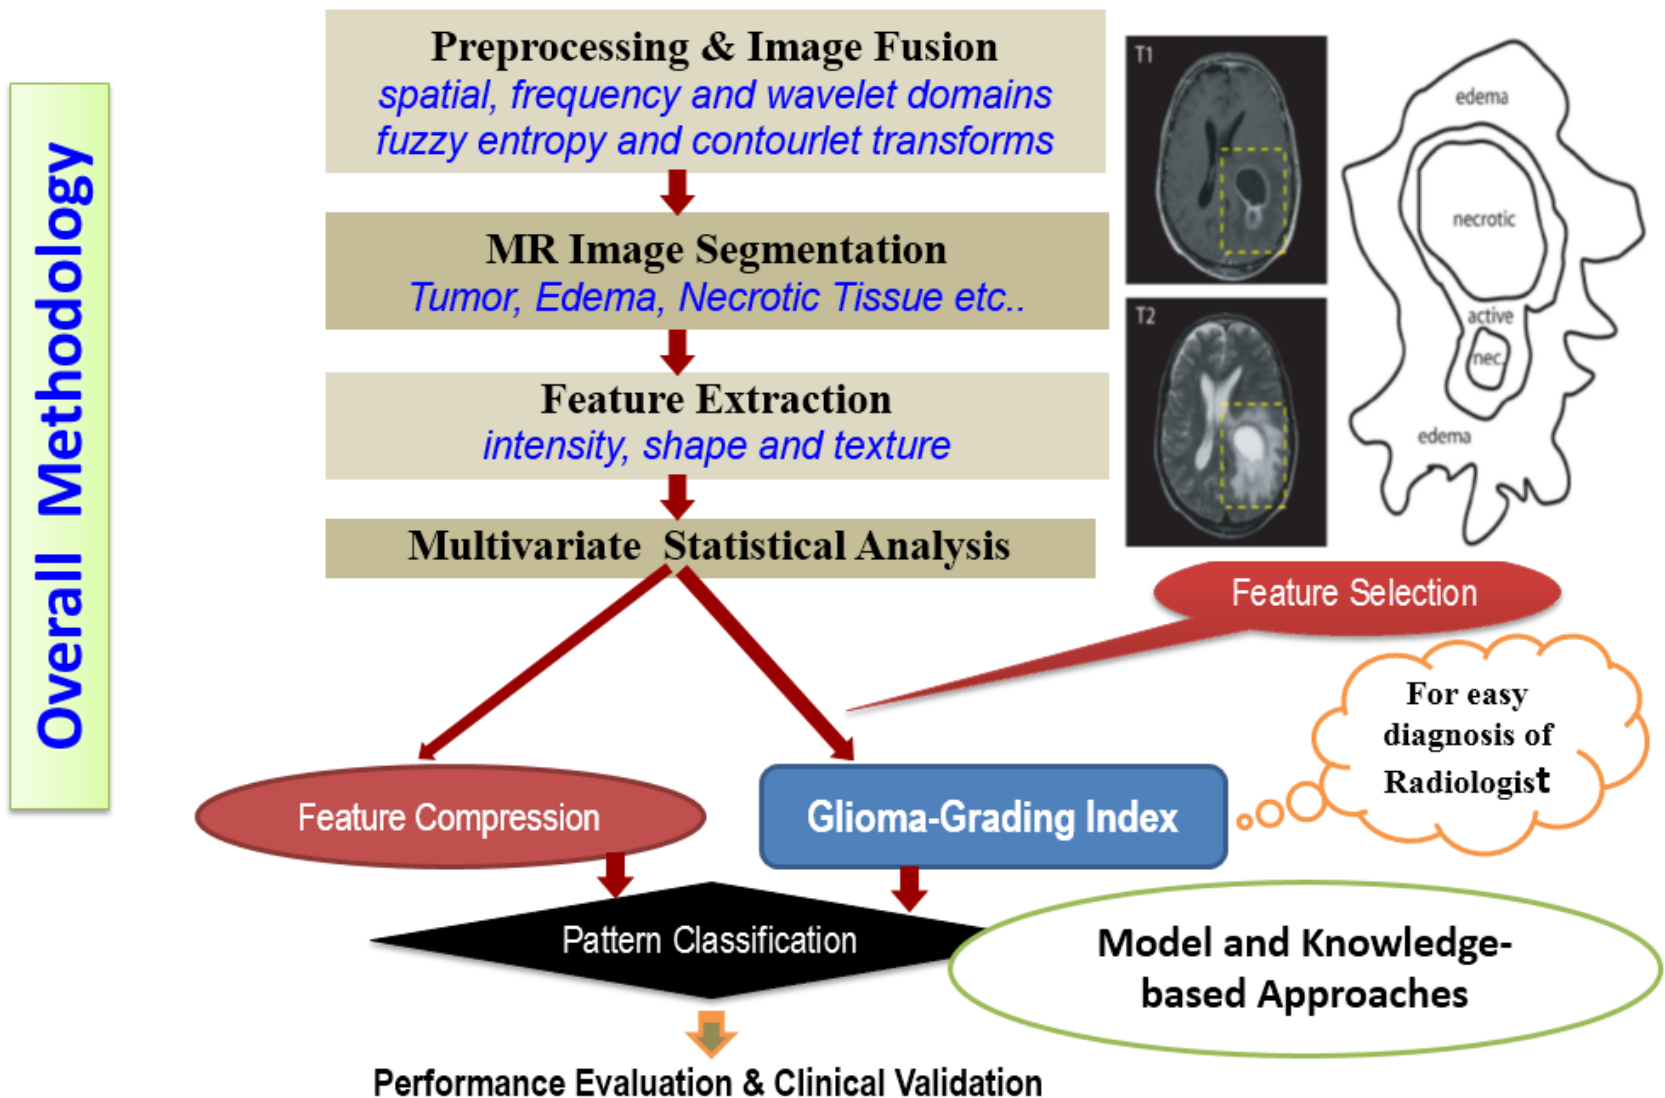 Overall Methodology
Preprocessing & Image Fusion
spatial, frequency and wavelet domains
fuzzy entropy and contourlet transforms
MR Image Segmentation
Tumor, Edema, Necrotic Tissue etc..
Feature Extraction
intensity, shape and texture
Multivariate Statistical Analysis
T1
T2
edema
necrotic
active
nec.
edema
Feature Selection
For easy
diagnosis of
Radiologist
Feature Compression
Glioma-Grading Index
Pattern Classification
Model and Knowledge-
based Approaches
Performance Evaluation & Clinical Validation